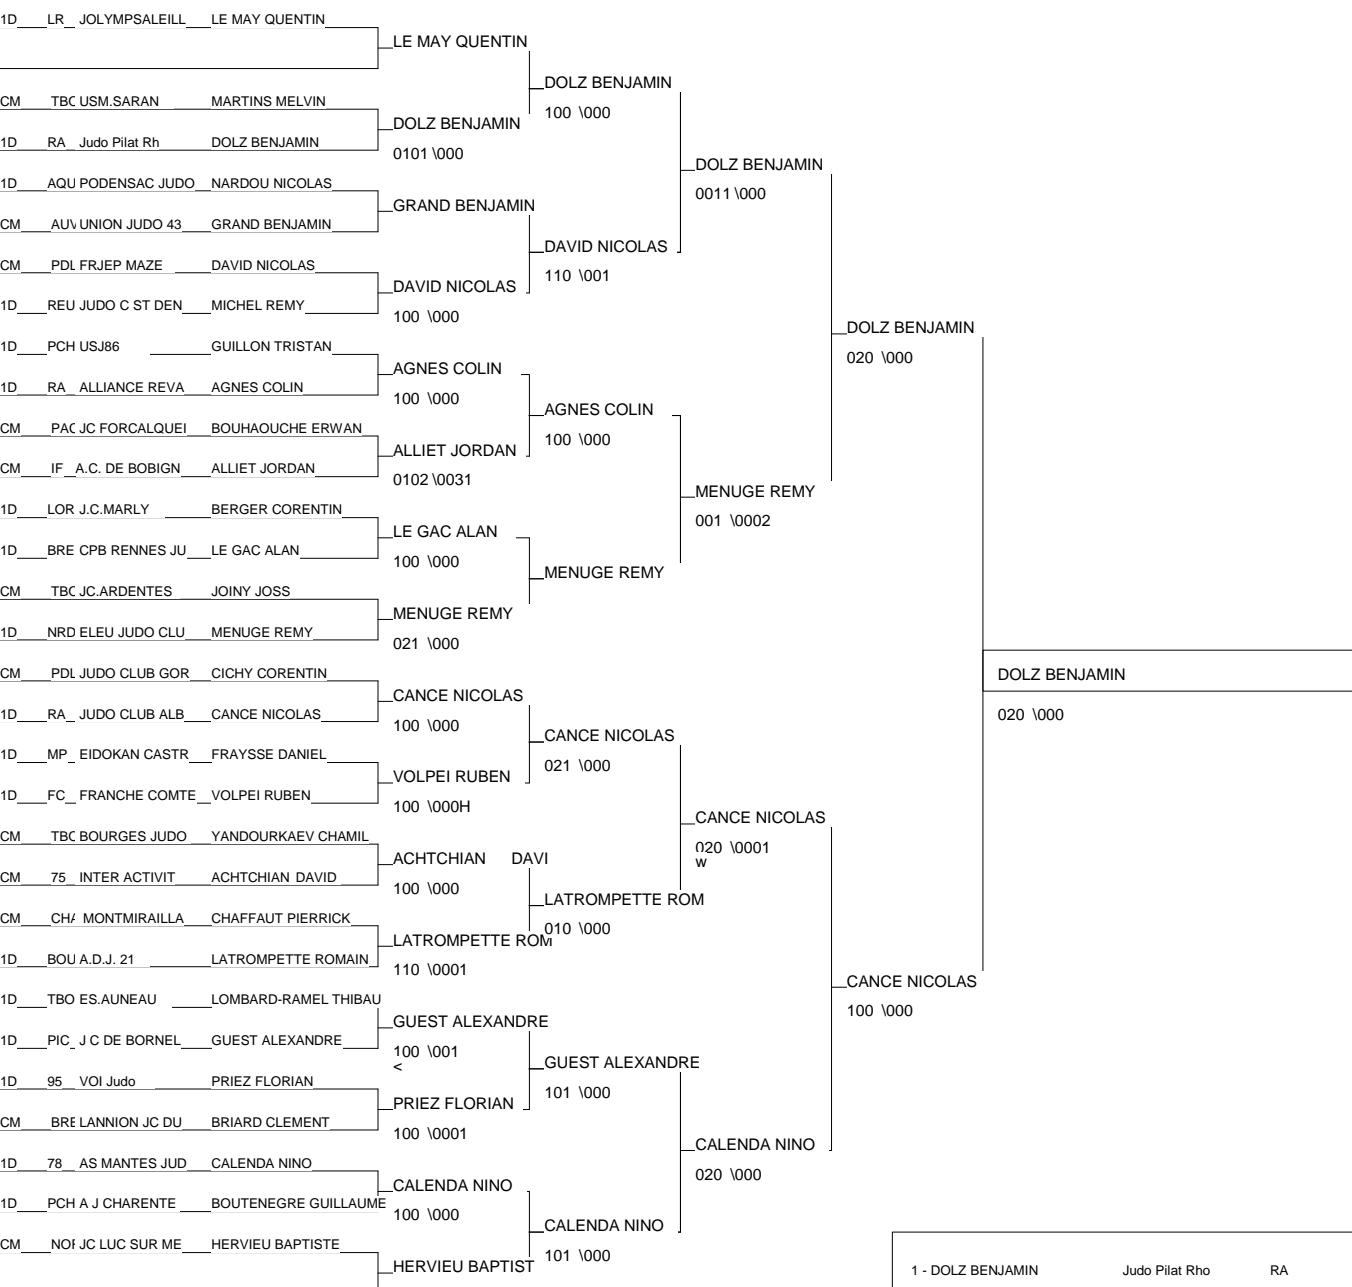 1D LR JOLYMPSALEILL LE MAY QUENTIN
LE MAY QUENTIN
DOLZ BENJAMIN
CM TBO USM.SARAN MARTINS MELVIN
100 \000
DOLZ BENJAMIN
1D RA Judo Pilat Rh DOLZ BENJAMIN
0101 \000
DOLZ BENJAMIN
1D AQU PODENSAC JUDO NARDOU NICOLAS
0011 \000
GRAND BENJAMIN
CM AUV UNION JUDO 43 GRAND BENJAMIN
DAVID NICOLAS
CM PDL FRJEP MAZE DAVID NICOLAS
110 \001
DAVID NICOLAS
1D REU JUDO C ST DEN MICHEL REMY
100 \000
DOLZ BENJAMIN
1D PCH USJ86 GUILLON TRISTAN
020 \000
AGNES COLIN
1D RA ALLIANCE REVA AGNES COLIN
100 \000
AGNES COLIN
CM PAC JC FORCALQUEI BOUHAOUCHE ERWAN
100 \000
ALLIET JORDAN
CM IF A.C. DE BOBIGN ALLIET JORDAN
0102 \0031
MENUGE REMY
1D LOR J.C.MARLY BERGER CORENTIN
001 \0002
LE GAC ALAN
1D BRE CPB RENNES JU LE GAC ALAN
100 \000
MENUGE REMY
CM TBO JC.ARDENTES JOINY JOSS
MENUGE REMY
1D NRD ELEU JUDO CLU MENUGE REMY
021 \000
CM PDL JUDO CLUB GOR CICHY CORENTIN
DOLZ BENJAMIN
CANCE NICOLAS
1D RA JUDO CLUB ALB CANCE NICOLAS
020 \000
100 \000
CANCE NICOLAS
1D MP EIDOKAN CASTR FRAYSSE DANIEL
021 \000
VOLPEI RUBEN
1D FC FRANCHE COMTE VOLPEI RUBEN
100 \000H
CANCE NICOLAS
CM TBO BOURGES JUDO YANDOURKAEV CHAMIL
020 \0001
w
ACHTCHIAN DAVI
CM 75 INTER ACTIVIT ACHTCHIAN DAVID
100 \000
LATROMPETTE ROM
CM CHA MONTMIRAILLA CHAFFAUT PIERRICK
010 \000
LATROMPETTE ROM
1D BOU A.D.J. 21 LATROMPETTE ROMAIN
110 \0001
CANCE NICOLAS
1D TBO ES.AUNEAU LOMBARD-RAMEL THIBAU
100 \000
GUEST ALEXANDRE
1D PIC J C DE BORNEL GUEST ALEXANDRE
100 \001
<
GUEST ALEXANDRE
1D 95 VOI Judo PRIEZ FLORIAN
101 \000
PRIEZ FLORIAN
CM BRE LANNION JC DU BRIARD CLEMENT
100 \0001
CALENDA NINO
1D 78 AS MANTES JUD CALENDA NINO
020 \000
CALENDA NINO
1D PCH A J CHARENTE BOUTENEGRE GUILLAUME
100 \000
CALENDA NINO
CM NOR JC LUC SUR ME HERVIEU BAPTISTE
101 \000
HERVIEU BAPTIST
1 - DOLZ BENJAMIN Judo Pilat Rho RA